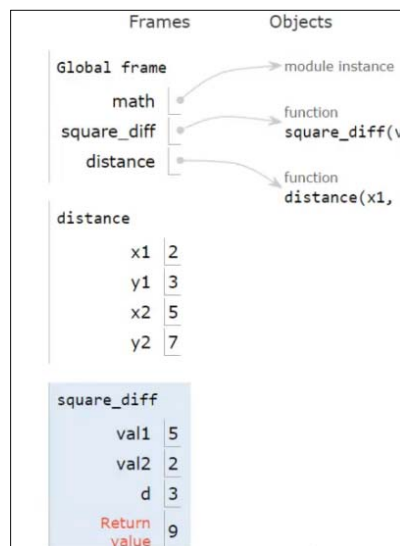 Frames Objects
Global frame
module instance
math
function
square_diff
square_diff(v
distance
function
distance(x1,
distance
x1 2
y1 3
x2 5
y2 7
square_diff
val1 5
val2 2
d 3
Return
value 9